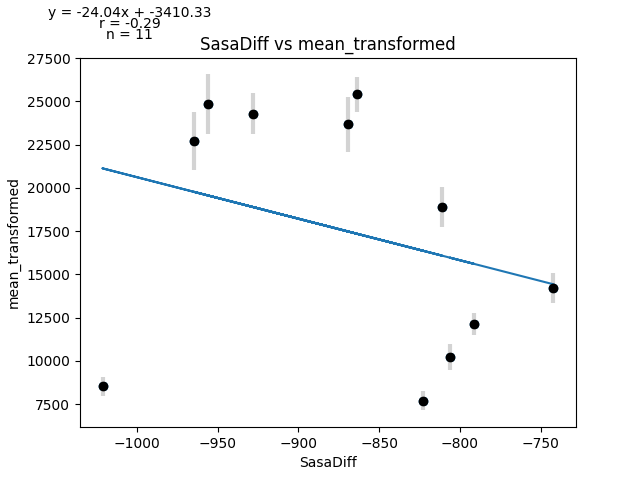 y = -24.04x + -3410.33
r = -0.29
n = 11
SasaDiff vs mean_transformed
27500
25000
22500
20000
17500
15000
12500
10000
7500
mean_transformed
−1000
−950
−900
−850
−800
−750
SasaDiff